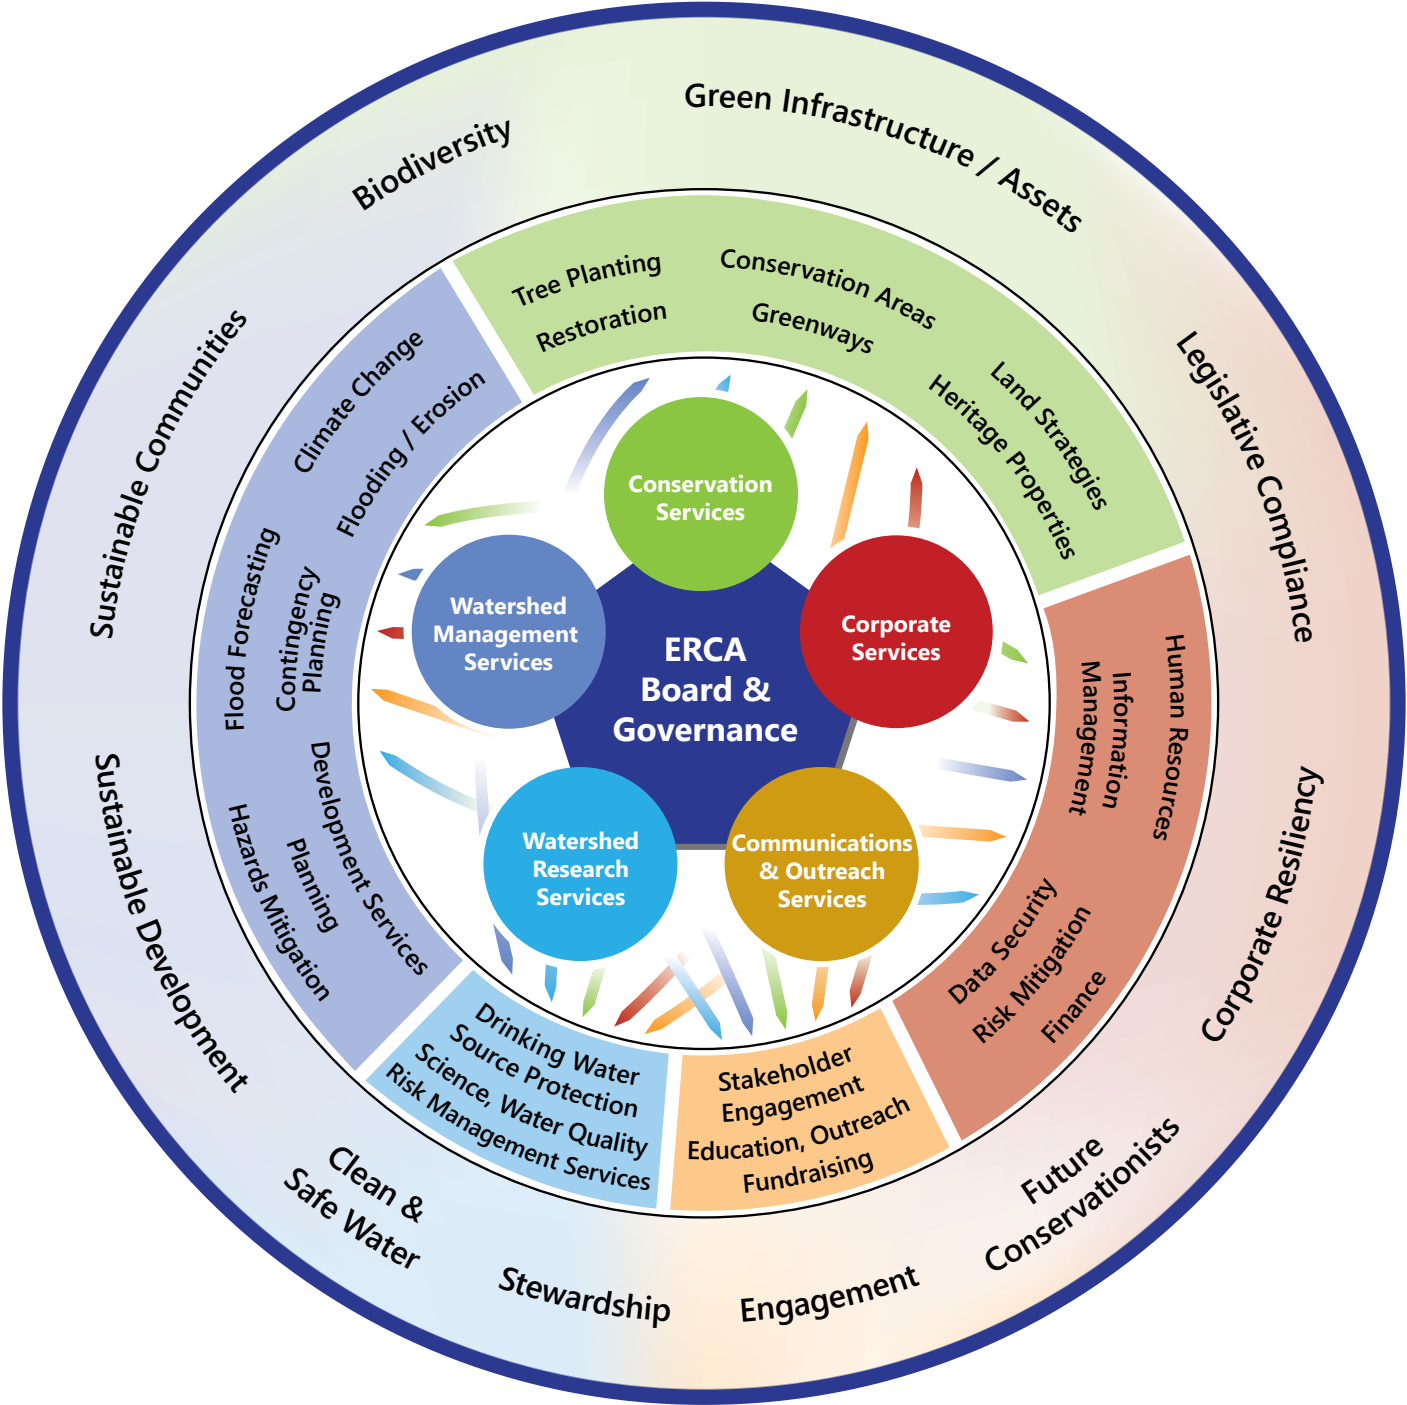 Green Infrastructure / Assets
Legislative Compliance
Corporate Resiliency
Future
Conservationists
Engagement
Stewardship
Clean &
Safe Water
Sustainable Development
Sustainable Communities
Biodiversity
Tree Planting
Restoration
Conservation Areas
Greenways
Land Strategies
Heritage Properties
Human Resources
Information
Management
Data Security
Risk Mitigation
Finance
Stakeholder
Engagement
Education, Outreach
Fundraising
Drinking Water
Source Protection
Science, Water Quality
Risk Management Services
Development Services
Planning
Hazards Mitigation
Flood Forecasting
Contingency
Planning
Climate Change
Flooding / Erosion
Conservation
Services
Corporate
Services
Communications
& Outreach
Services
Watershed
Research
Services
Watershed
Management
Services
ERCA
Board &
Governance